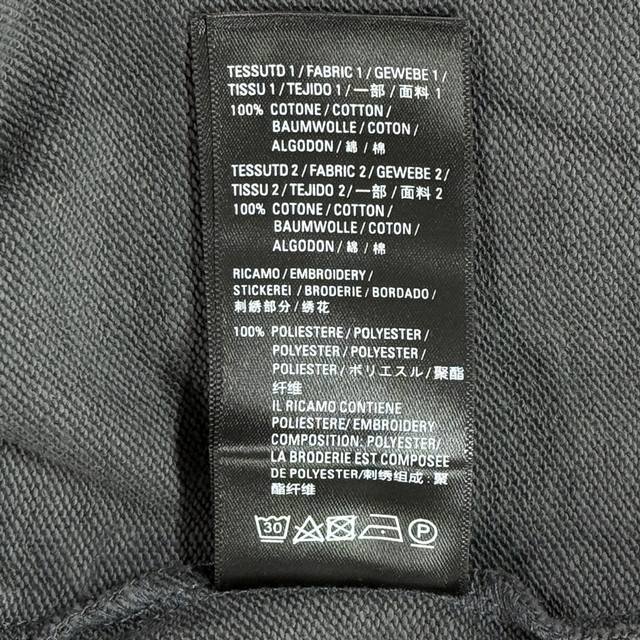 TESSUTD 1 / FABRIC 1 / GEWEBE 1 /
TISSU 1 / TEJIDO 1 / 一部 / 面料 1
100% COTONE / COTTON /
BAUMWOLLE / COTON /
ALGODON / 綿 / 棉
TESSUTD 2 / FABRIC 2 / GEWEBE 2 /
TISSU 2 / TEJIDO 2 / 一部 / 面料 2
100% COTONE / COTTON /
BAUMWOLLE / COTON /
ALGODON / 綿 / 棉
RICAMO / EMBROIDERY /
STICKEREI / BRODERIE / BORDADO /
刺綉部分 / 绣花
100% POLIESTERE / POLYESTER /
POLYESTER / POLYESTER /
POLIESTER / ポリエスル / 聚酯
纤维
IL RICAMO CONTIENE
POLIESTERE/ EMBROIDERY
COMPOSITION: POLYESTER/
LA BRODERIE EST COMPOSEE
DE POLYESTER/刺绣组成: 聚
酯纤维
30 P